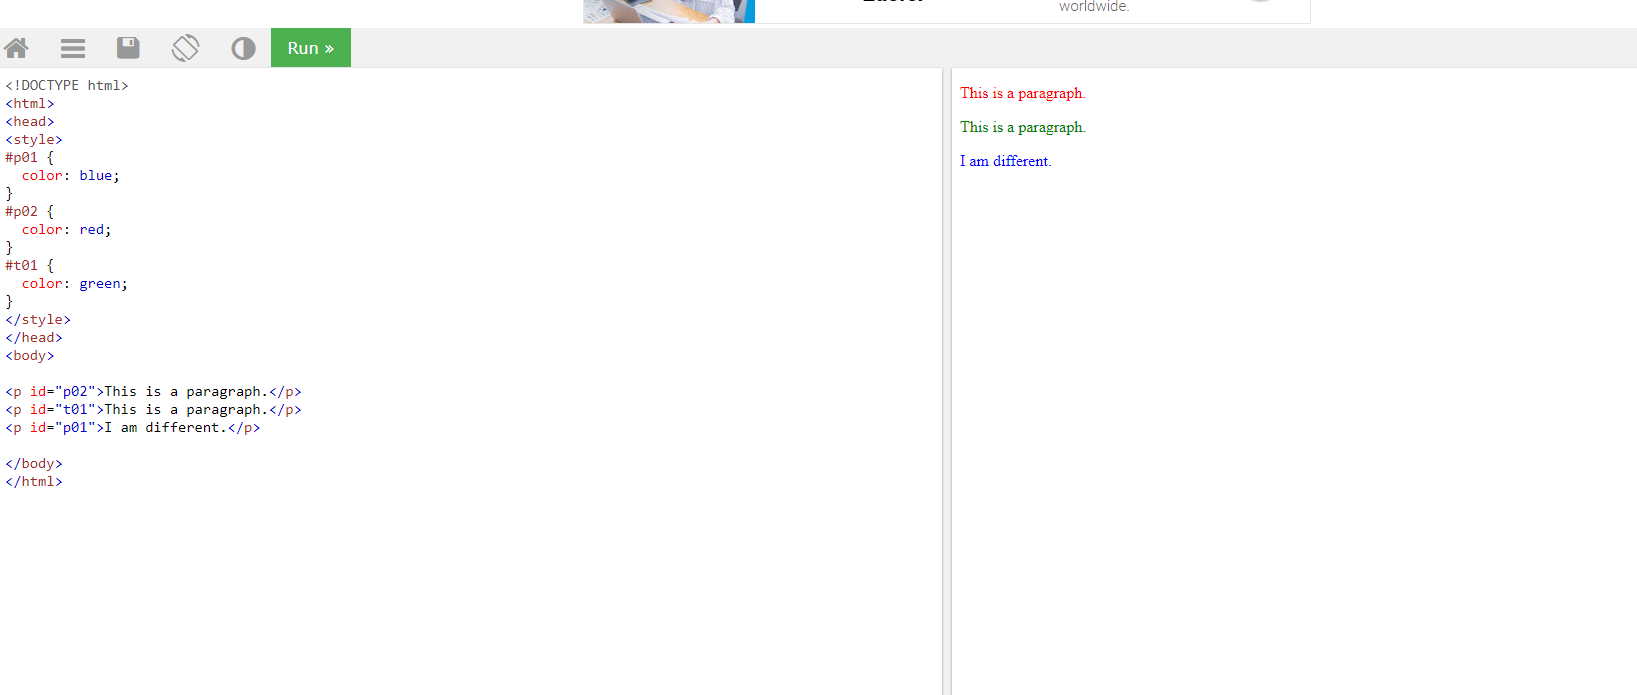 worldwide.
Run »
<!DOCTYPE html>
<html>
<head>
<style>
#p01 {
  color: blue;
}
#p02 {
  color: red;
}
#t01 {
  color: green;
}
</style>
</head>
<body>
<p id="p02">This is a paragraph.</p>
<p id="t01">This is a paragraph.</p>
<p id="p01">I am different.</p>
</body>
</html>
This is a paragraph.
This is a paragraph.
I am different.